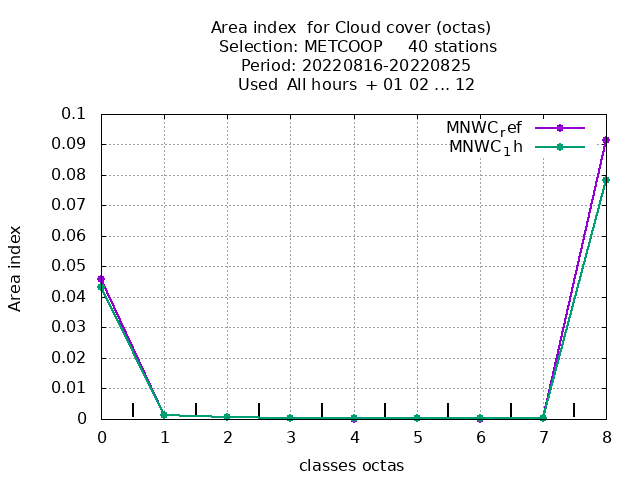 Area index  for Cloud cover (octas)
Selection: METCOOP     40 stations
Period: 20220816-20220825
Used  All hours  + 01 02 ... 12
0.1
0.09
0.08
0.07
0.06
0.05
0.04
0.03
0.02
0.01
0
Area index
MNWCref
MNWC1h
0 1 2 3 4 5 6 7 8
classes octas